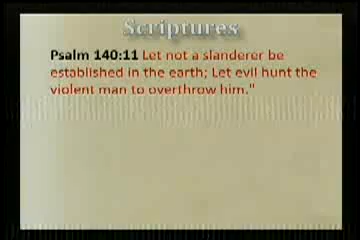 Scriptures
Psalm 140:11 Let not a slanderer be
established in the earth; Let evil hunt the
violent man to overthrow him."